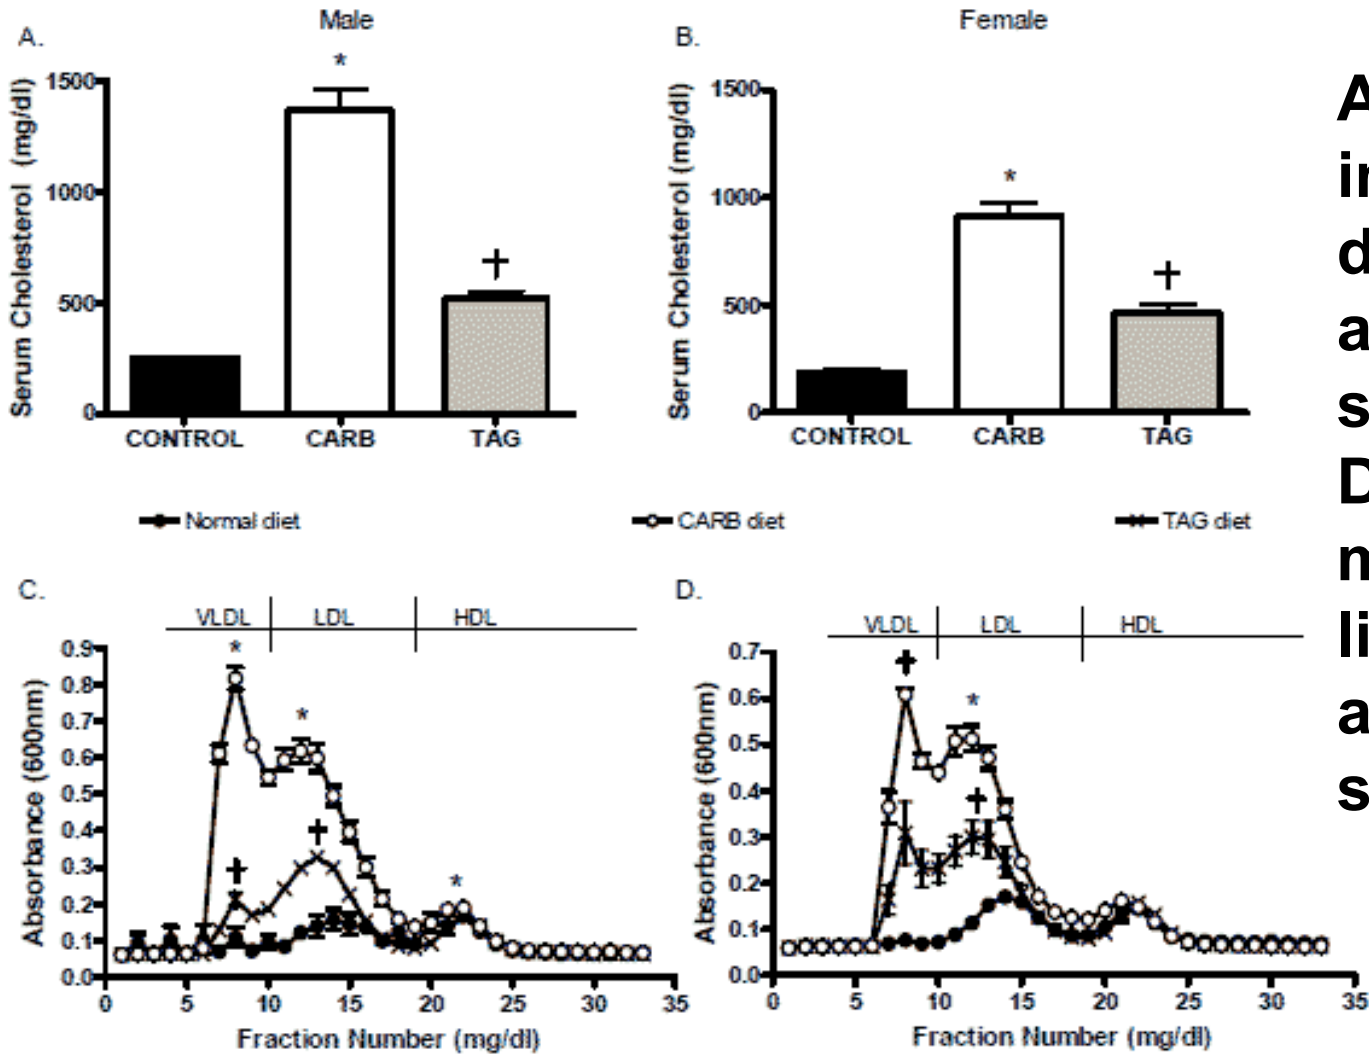 Male
Female
A.
B.
*
*
Serum Cholesterol (mg/dl)
1500
1000
500
0
+
CONTROL CARB TAG
Serum Cholesterol (mg/dl)
1500
1000
500
0
+
CONTROL CARB TAG
Normal diet CARB diet TAG diet
C.
VLDL LDL HDL
* * *
+ +
Absorbance (600nm)
0.9
0.8
0.7
0.6
0.5
0.4
0.3
0.2
0.1
0.0
0 5 10 15 20 25 30 35
Fraction Number (mg/dl)
D.
VLDL LDL HDL
+ *
+
Absorbance (600nm)
0.7
0.6
0.5
0.4
0.3
0.2
0.1
0.0
0 5 10 15 20 25 30 35
Fraction Number (mg/dl)
A
d
a
s
D
li
a
s